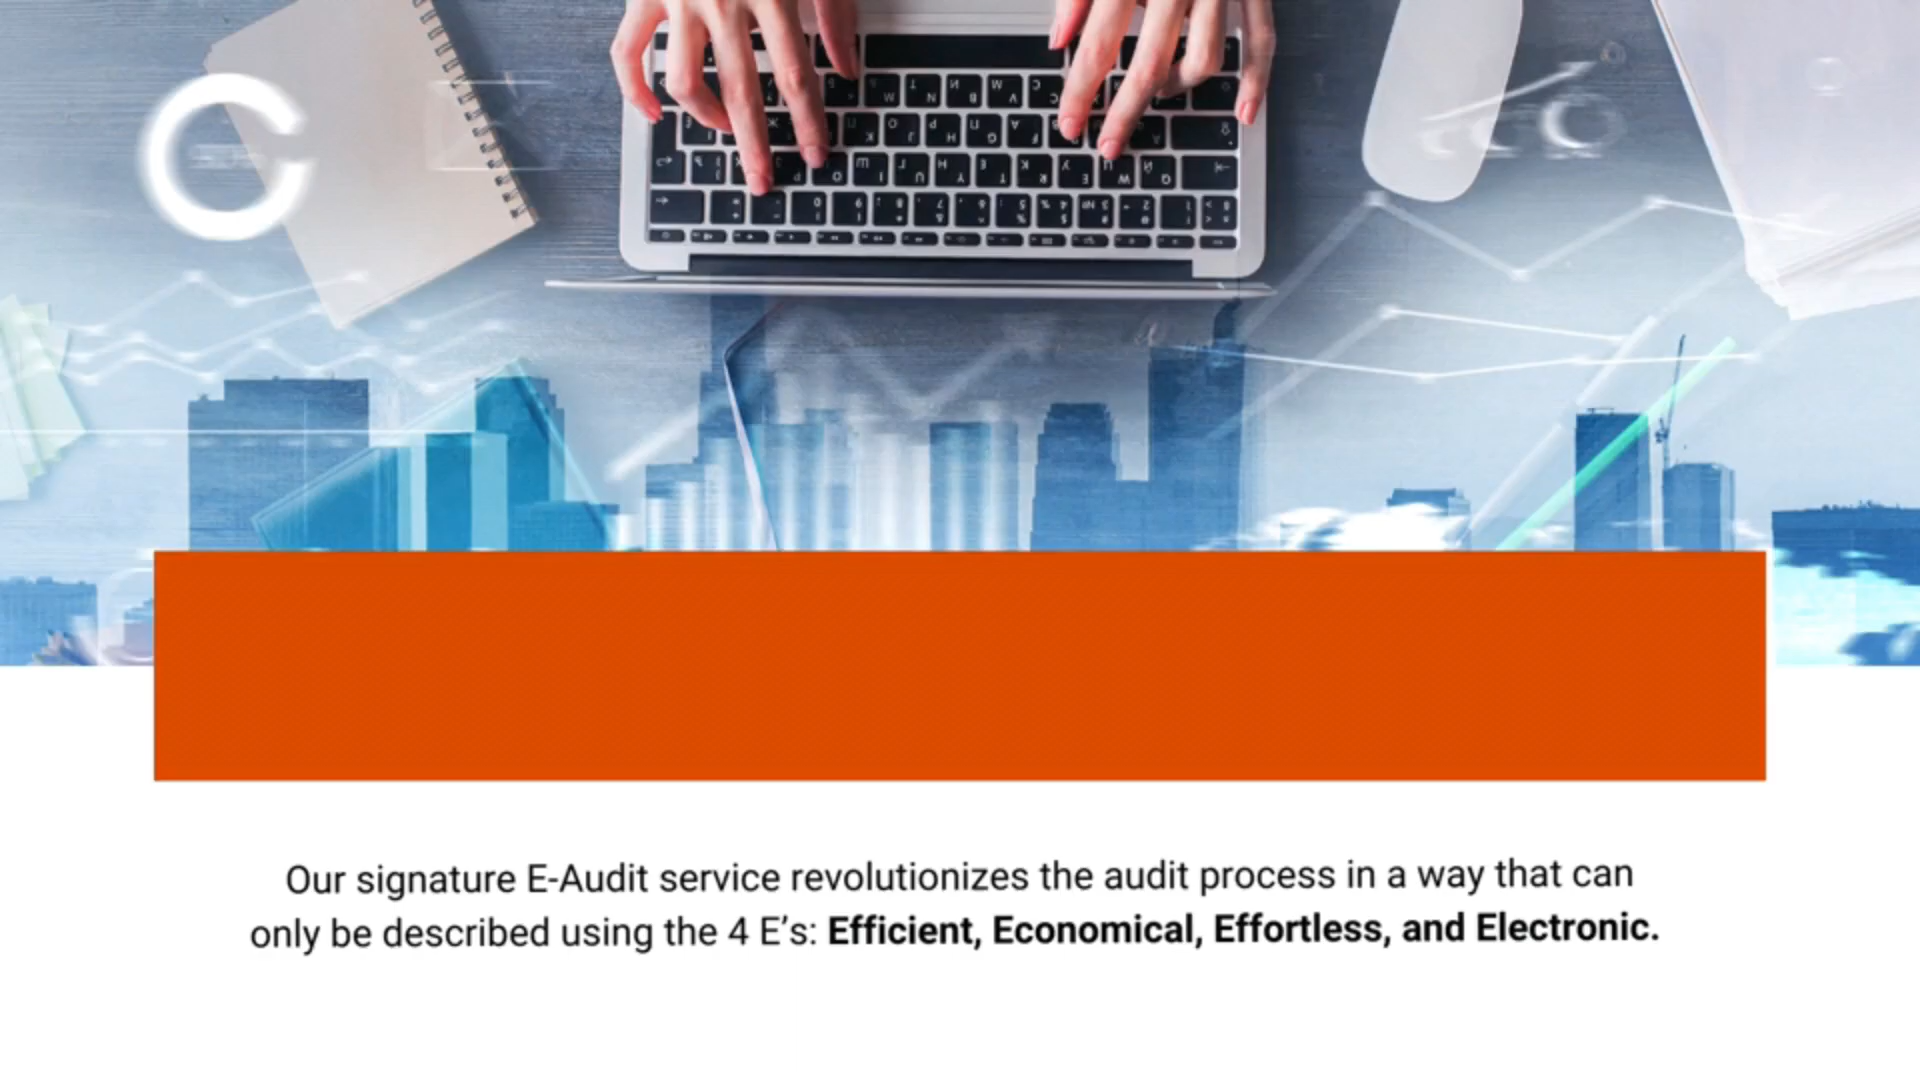 Our signature E-Audit service revolutionizes the audit process in a way that can
only be described using the 4 E’s: Efficient, Economical, Effortless, and Electronic.